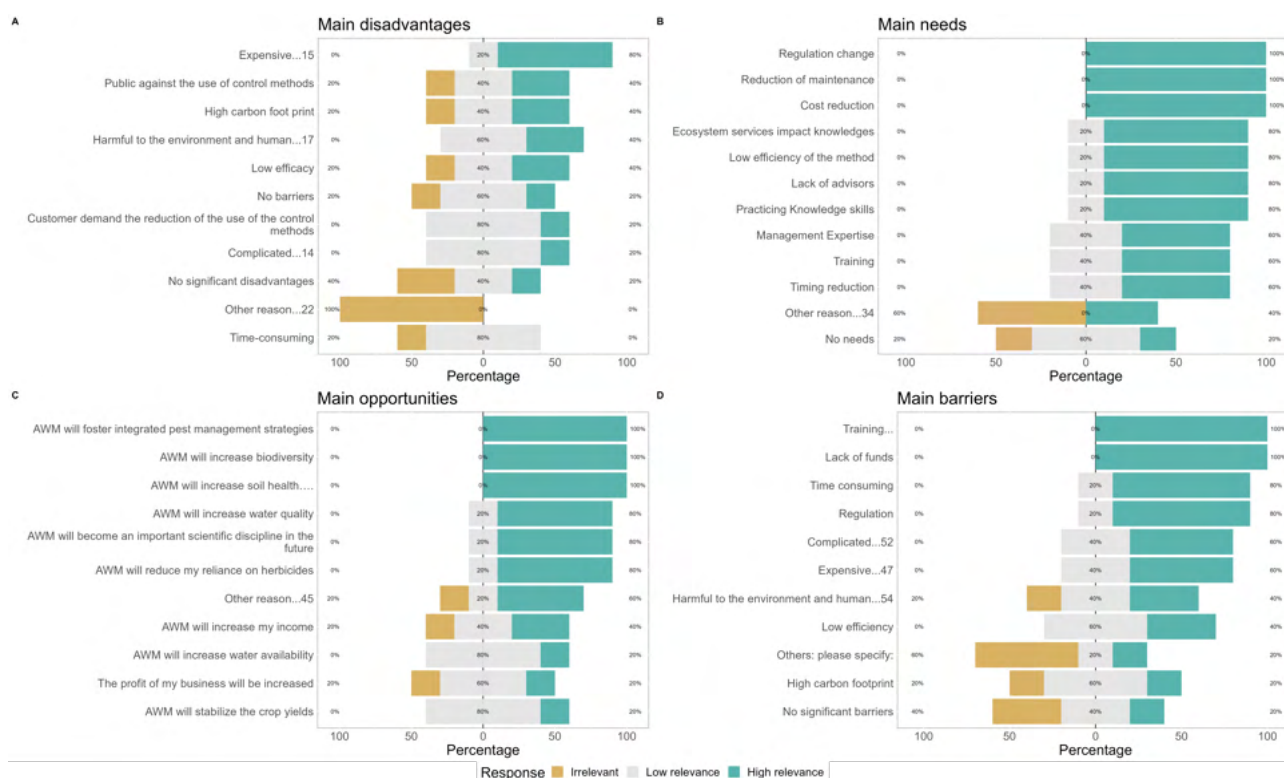 A
Main disadvantages
Expensive...15 0% 20% 80%
Public against the use of control methods 20% 40% 40%
High carbon foot print 20% 40% 40%
Harmful to the environment and human...17 0% 60% 40%
Low efficacy 20% 40% 40%
No barriers 20% 60% 20%
Customer demand the reduction of the use of the control
methods 0% 80% 20%
Complicated...14 0% 80% 20%
No significant disadvantages 40% 40% 20%
Other reason...22 100% 0% 0%
Time-consuming 20% 80% 0%
100 50 0 50 100
Percentage
B
Main needs
Regulation change 0% 0% 100%
Reduction of maintenance 0% 0% 100%
Cost reduction 0% 0% 100%
Ecosystem services impact knowledges 0% 20% 80%
Low efficiency of the method 0% 20% 80%
Lack of advisors 0% 20% 80%
Practicing Knowledge skills 0% 20% 80%
Management Expertise 0% 40% 60%
Training 0% 40% 60%
Timing reduction 0% 40% 60%
Other reason...34 60% 0% 40%
No needs 20% 60% 20%
100 50 0 50 100
Percentage
C
Main opportunities
AWM will foster integrated pest management strategies 0% 0% 100%
AWM will increase biodiversity 0% 0% 100%
AWM will increase soil health.... 0% 0% 100%
AWM will increase water quality 0% 20% 80%
AWM will become an important scientific discipline in the
future 0% 20% 80%
AWM will reduce my reliance on herbicides 0% 20% 80%
Other reason...45 20% 20% 60%
AWM will increase my income 20% 40% 40%
AWM will increase water availability 0% 80% 20%
The profit of my business will be increased 20% 60% 20%
AWM will stabilize the crop yields 0% 80% 20%
100 50 0 50 100
Percentage
D
Main barriers
Training... 0% 0% 100%
Lack of funds 0% 0% 100%
Time consuming 0% 20% 80%
Regulation 0% 20% 80%
Complicated...52 0% 40% 60%
Expensive...47 0% 40% 60%
Harmful to the environment and human...54 20% 40% 40%
Low efficiency 0% 60% 40%
Others: please specify: 60% 20% 20%
High carbon footprint 20% 60% 20%
No significant barriers 40% 40% 20%
100 50 0 50 100
Percentage
Response Irrelevant Low relevance High relevance